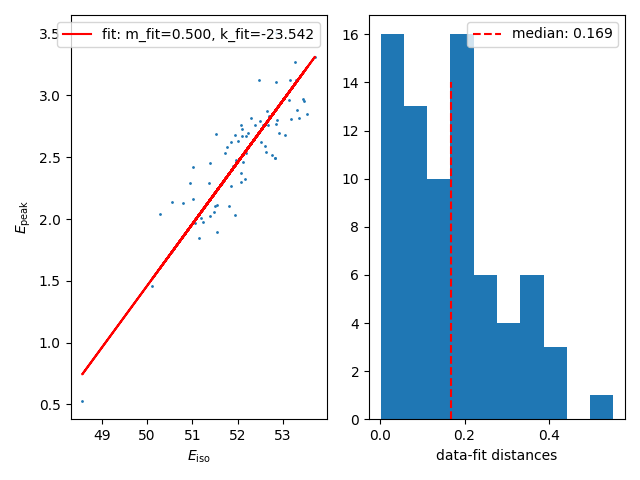 fit: m_fit=0.500, k_fit=-23.542
3.5
3.0
2.5
2.0
1.5
1.0
0.5
E_peak
49 50 51 52 53
E_iso
median: 0.169
16
14
12
10
8
6
4
2
0
0.0 0.2 0.4
data-fit distances